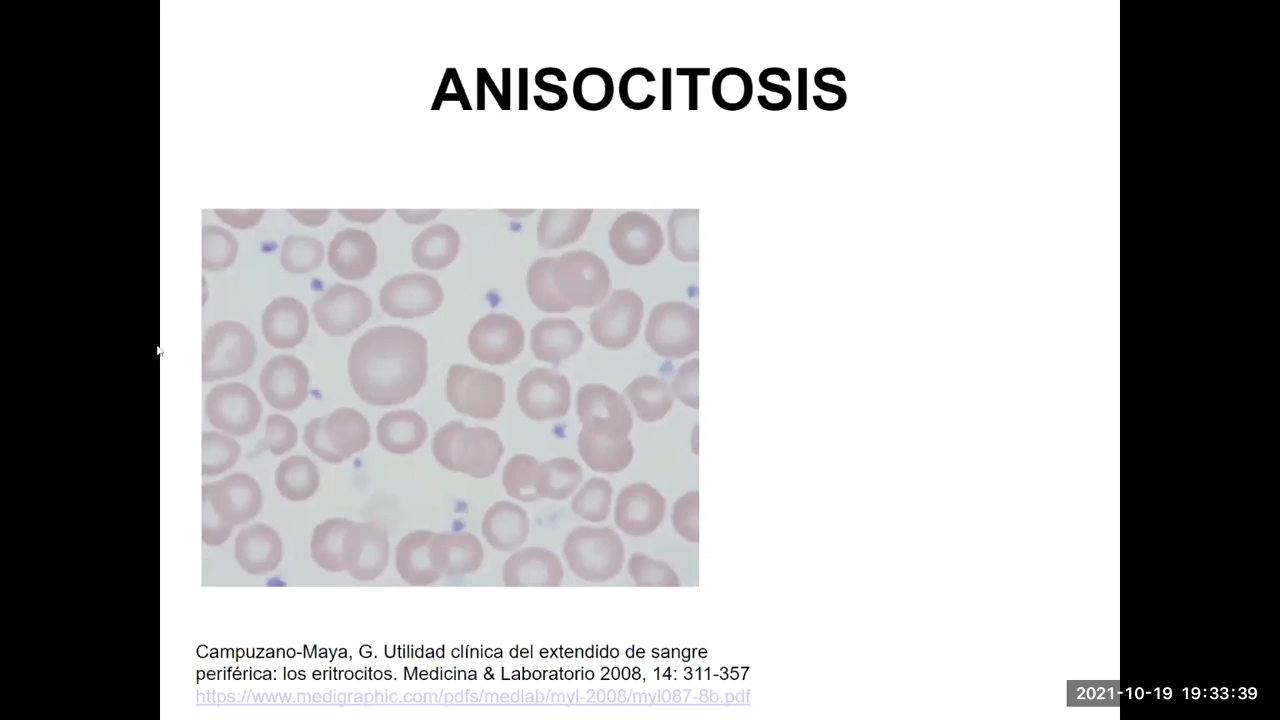 ANISOCITOSIS
Campuzano-Maya, G. Utilidad clínica del extendido de sangre
periférica: los eritrocitos. Medicina & Laboratorio 2008, 14: 311-357
https://www.medigraphic.com/pdfs/medlab/myl-2008/myl087-8b.pdf
2021-10-19 19:33:39